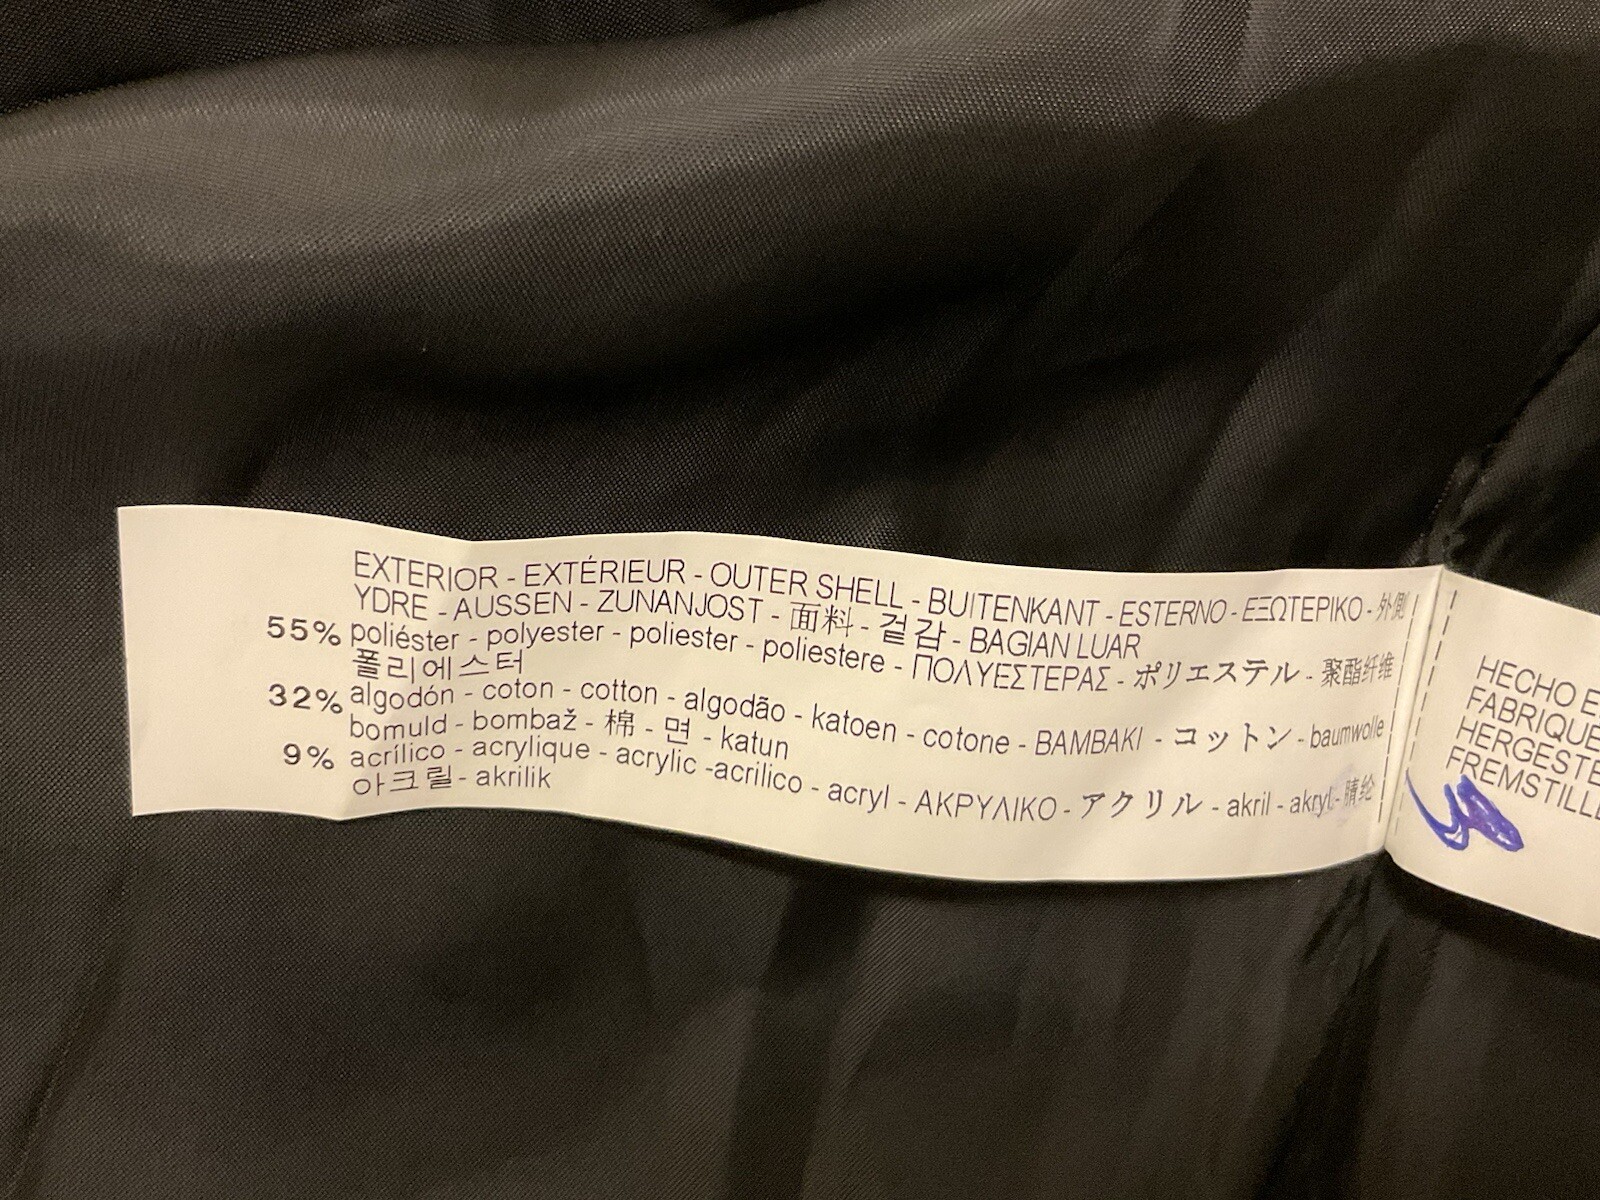 EXTERIOR - EXTÉRIEUR - OUTER SHELL - BUITENKANT - ESTERNO - ΕΞΩΤΕΡΙΚΟ - 外側
YDRE - AUSSEN - ZUNANJOST - 面料 - 겉감 - BAGIAN LUAR
55% poliéster - polyester - poliester - poliestere - ΠΟΛΥΕΣΤΕΡΑΣ - ポリエステル - 聚酯纤维
폴리에스터
32% algodón - coton - cotton - algodão - katoen - cotone - BAMBAKI - コットン - baumwolle
bomuld - bombaž - 棉 - 면 - katun
9% acrílico - acrylique - acrylic -acrilico - acryl - ΑΚΡΥΛΙΚΟ - アクリル - akril - akryl-
아크릴 - akrilik
HECHO
FABRIQUE
HERGESTE
FREMSTILLE